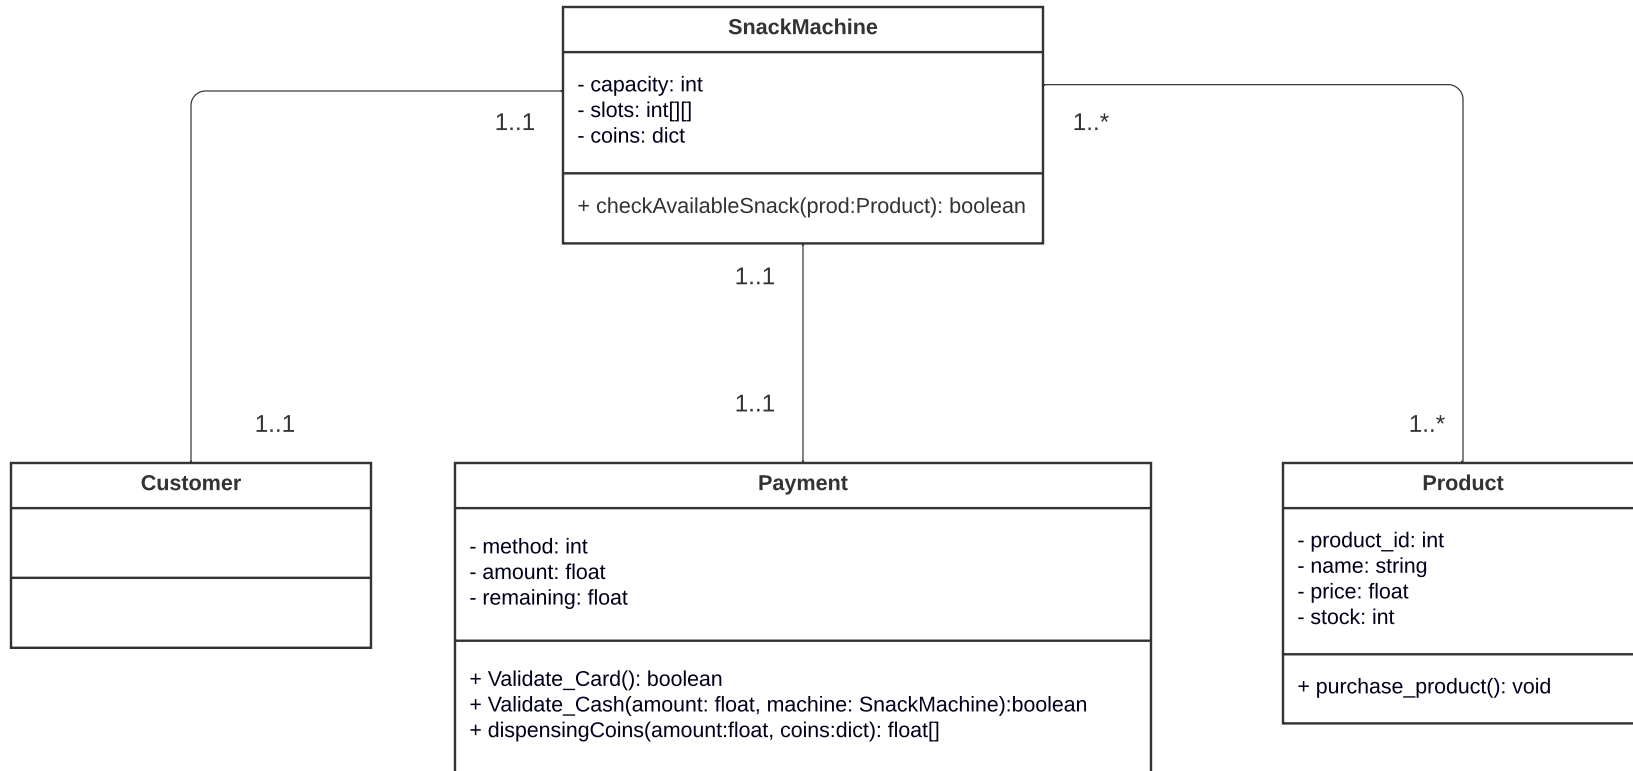 SnackMachine
- capacity: int
- slots: int[][]
- coins: dict
+ checkAvailableSnack(prod:Product): boolean
1..1
1..*
1..1
1..1
1..1
1..*
Customer
Payment
- method: int
- amount: float
- remaining: float
+ Validate_Card(): boolean
+ Validate_Cash(amount: float, machine: SnackMachine):boolean
+ dispensingCoins(amount:float, coins:dict): float[]
Product
- product_id: int
- name: string
- price: float
- stock: int
+ purchase_product(): void